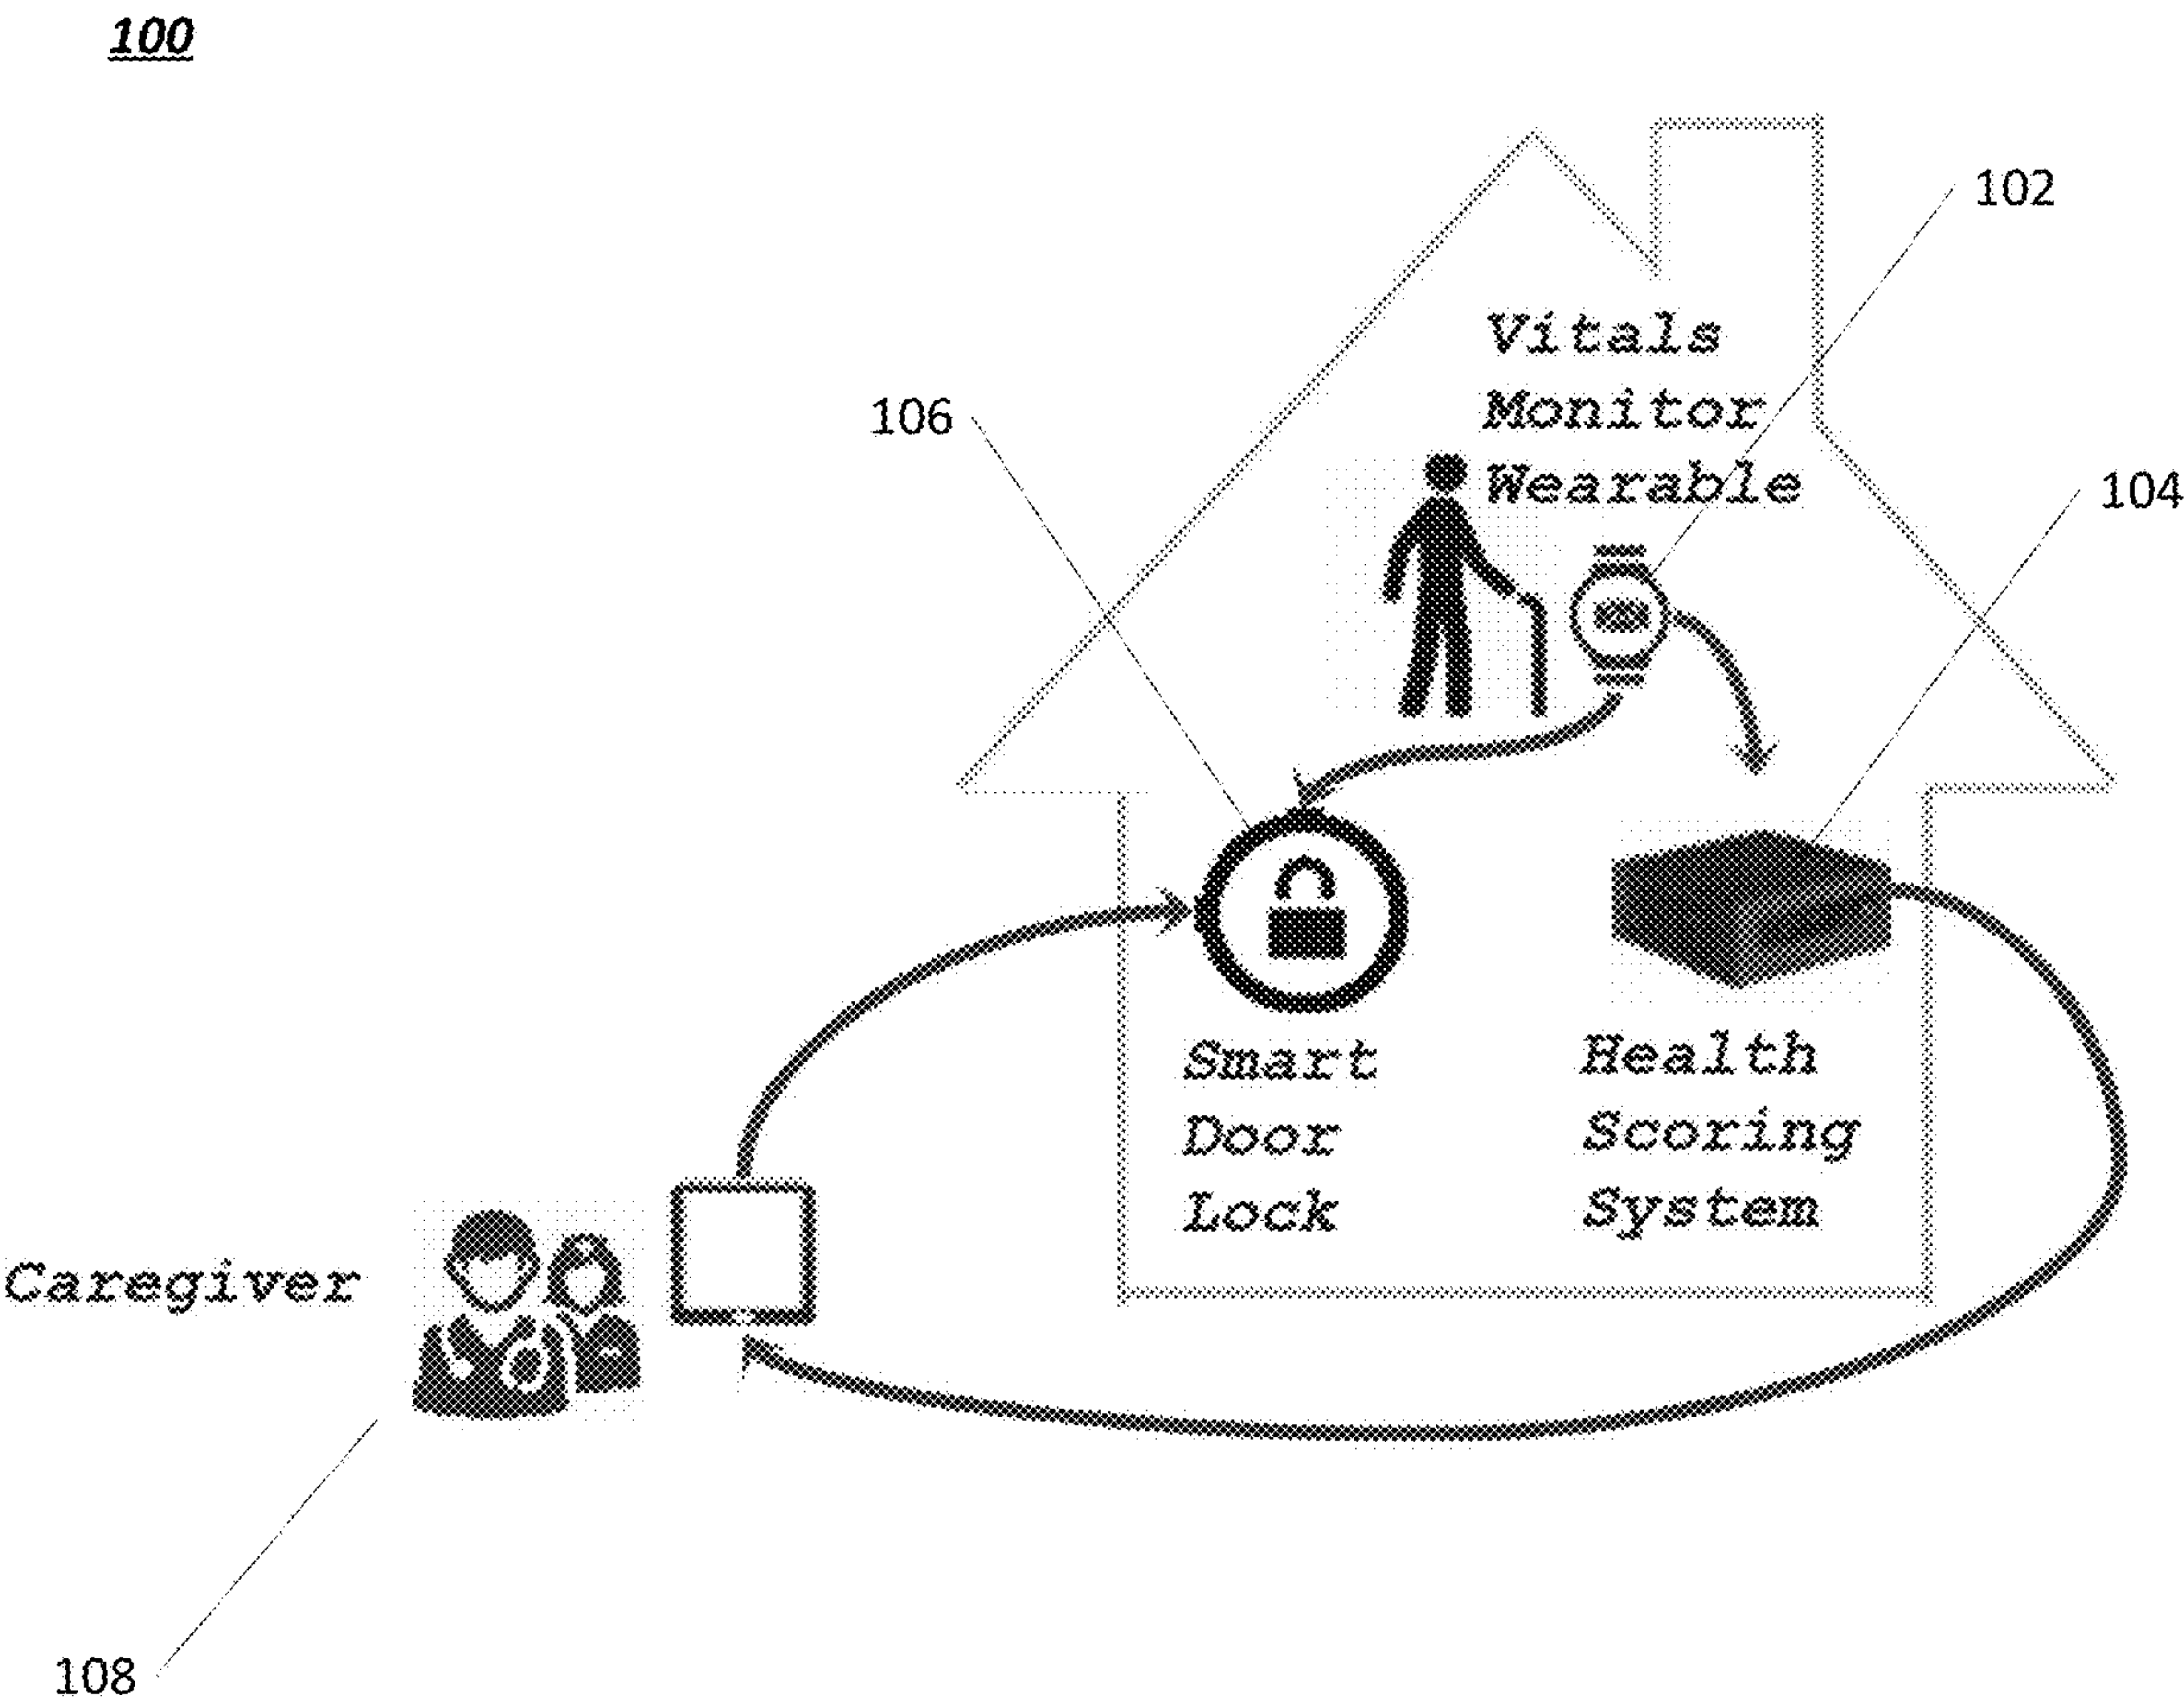 100
102
Vitals
Monitor
Wearable
106
104
Smart
Door
Lock
Health
Scoring
System
Caregiver
108